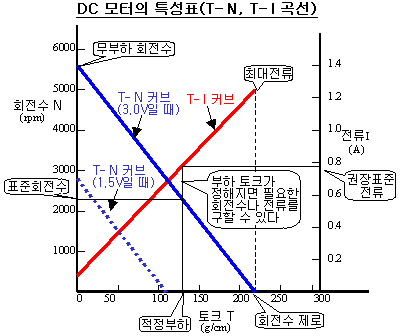 DC 모터의 특성표(T-N, T-I곡선)
6000
무부하 회전수
5000
회전수 N
(rpm)
4000
3000
표준회전수
2000
1000
T-N 커브
(3,0V일 때)
T-I 커브
T-N 커브
(1,5V일 때)
최대전류
부하 토크가
정해지면 필요한
회전수나 전류를
구할 수 있다
1.4
1.2
1.0
전류I
(A)
0.8
권장표준
전류
0.6
0.4
0.2
0
50
100
150
200
250
300
토크 T
(g/cm)
적정부하
회전수 제로